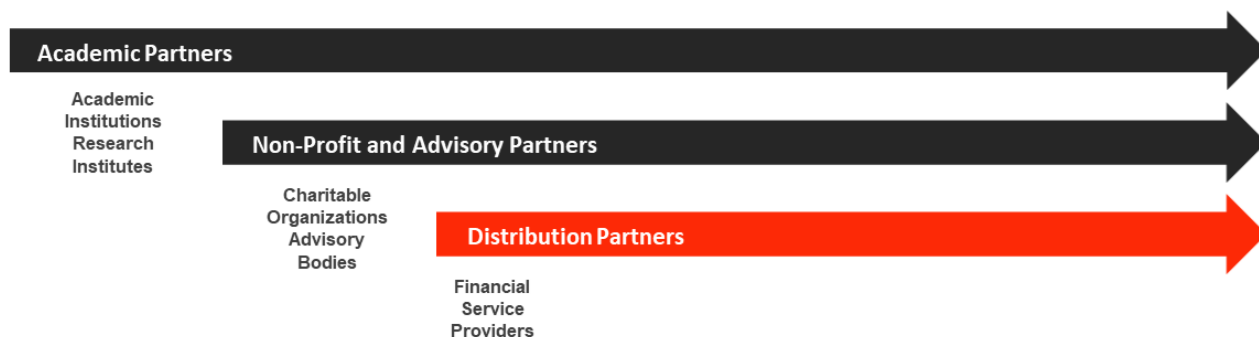 Academic Partners
Academic
Institutions
Research
Institutes
Non-Profit and Advisory Partners
Charitable
Organizations
Advisory
Bodies
Distribution Partners
Financial
Service
Providers